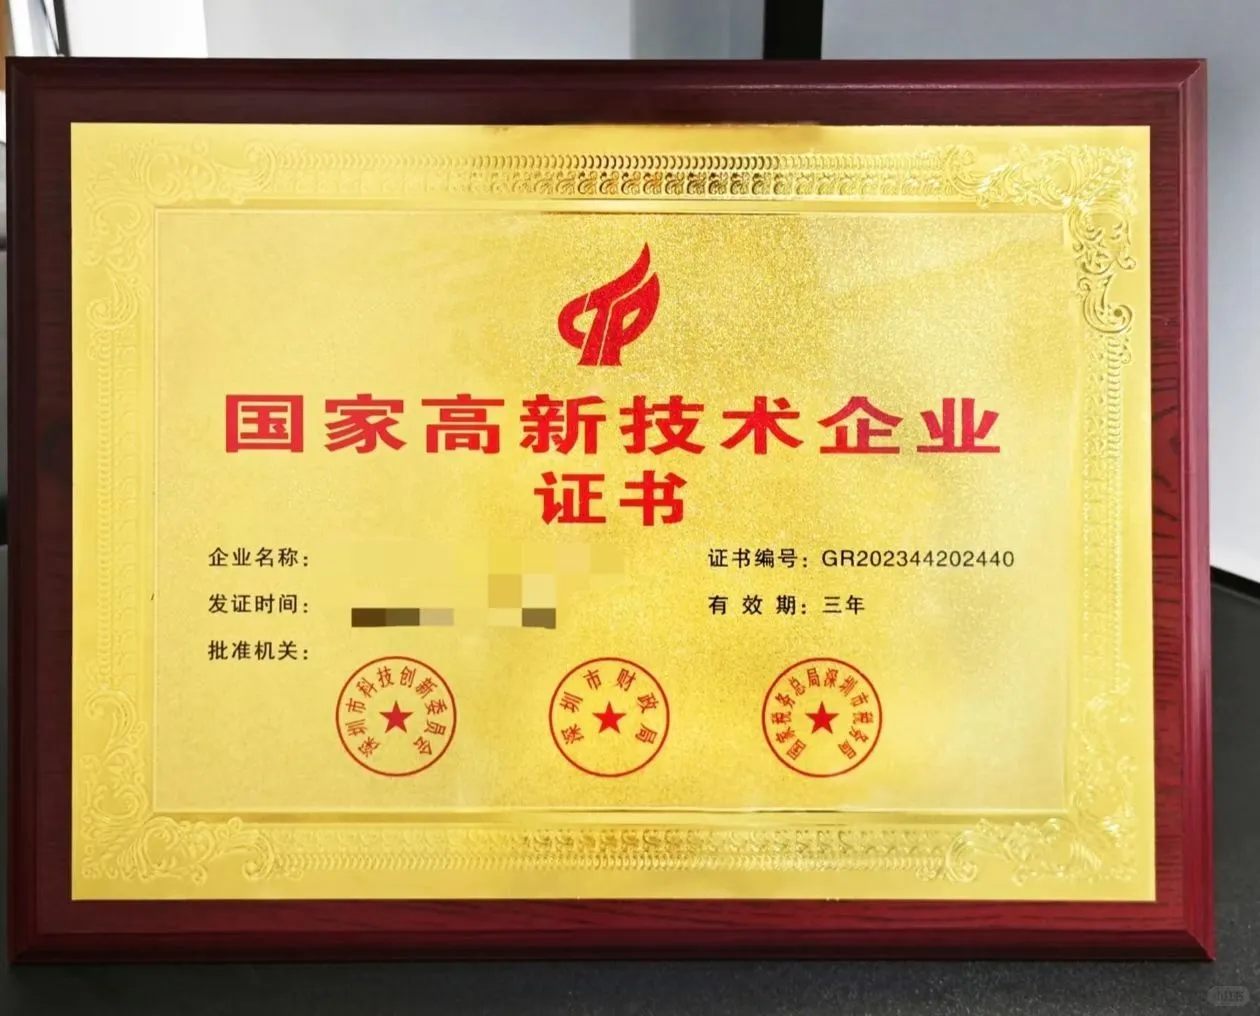 国家高新技术企业
证书
企业名称：
证书编号：GR202344202440
发证时间：
有 效 期：三年
批准机关：
深圳市科技创新委员会
深圳市财政局
国家税务总局深圳市税务局